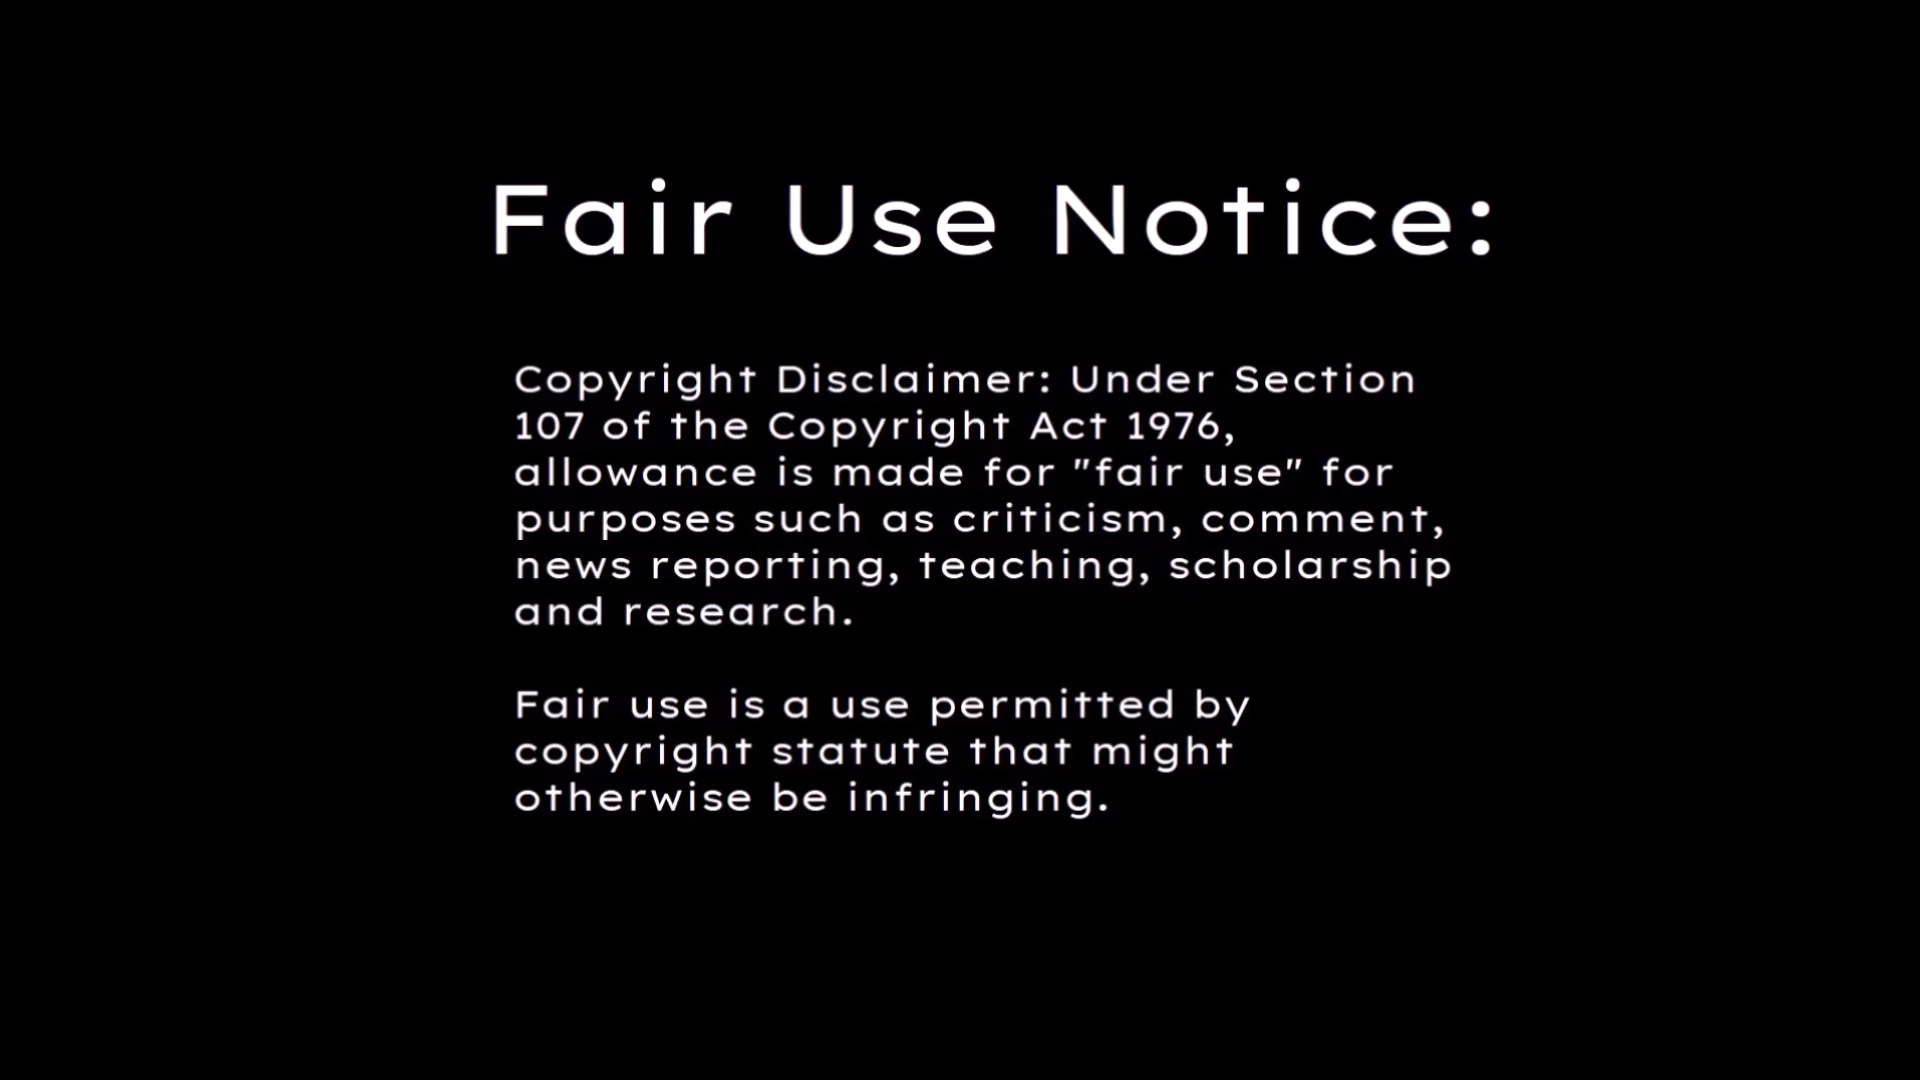 Fair Use Notice:
Copyright Disclaimer: Under Section
107 of the Copyright Act 1976,
allowance is made for "fair use" for
purposes such as criticism, comment,
news reporting, teaching, scholarship
and research.
Fair use is a use permitted by
copyright statute that might
otherwise be infringing.